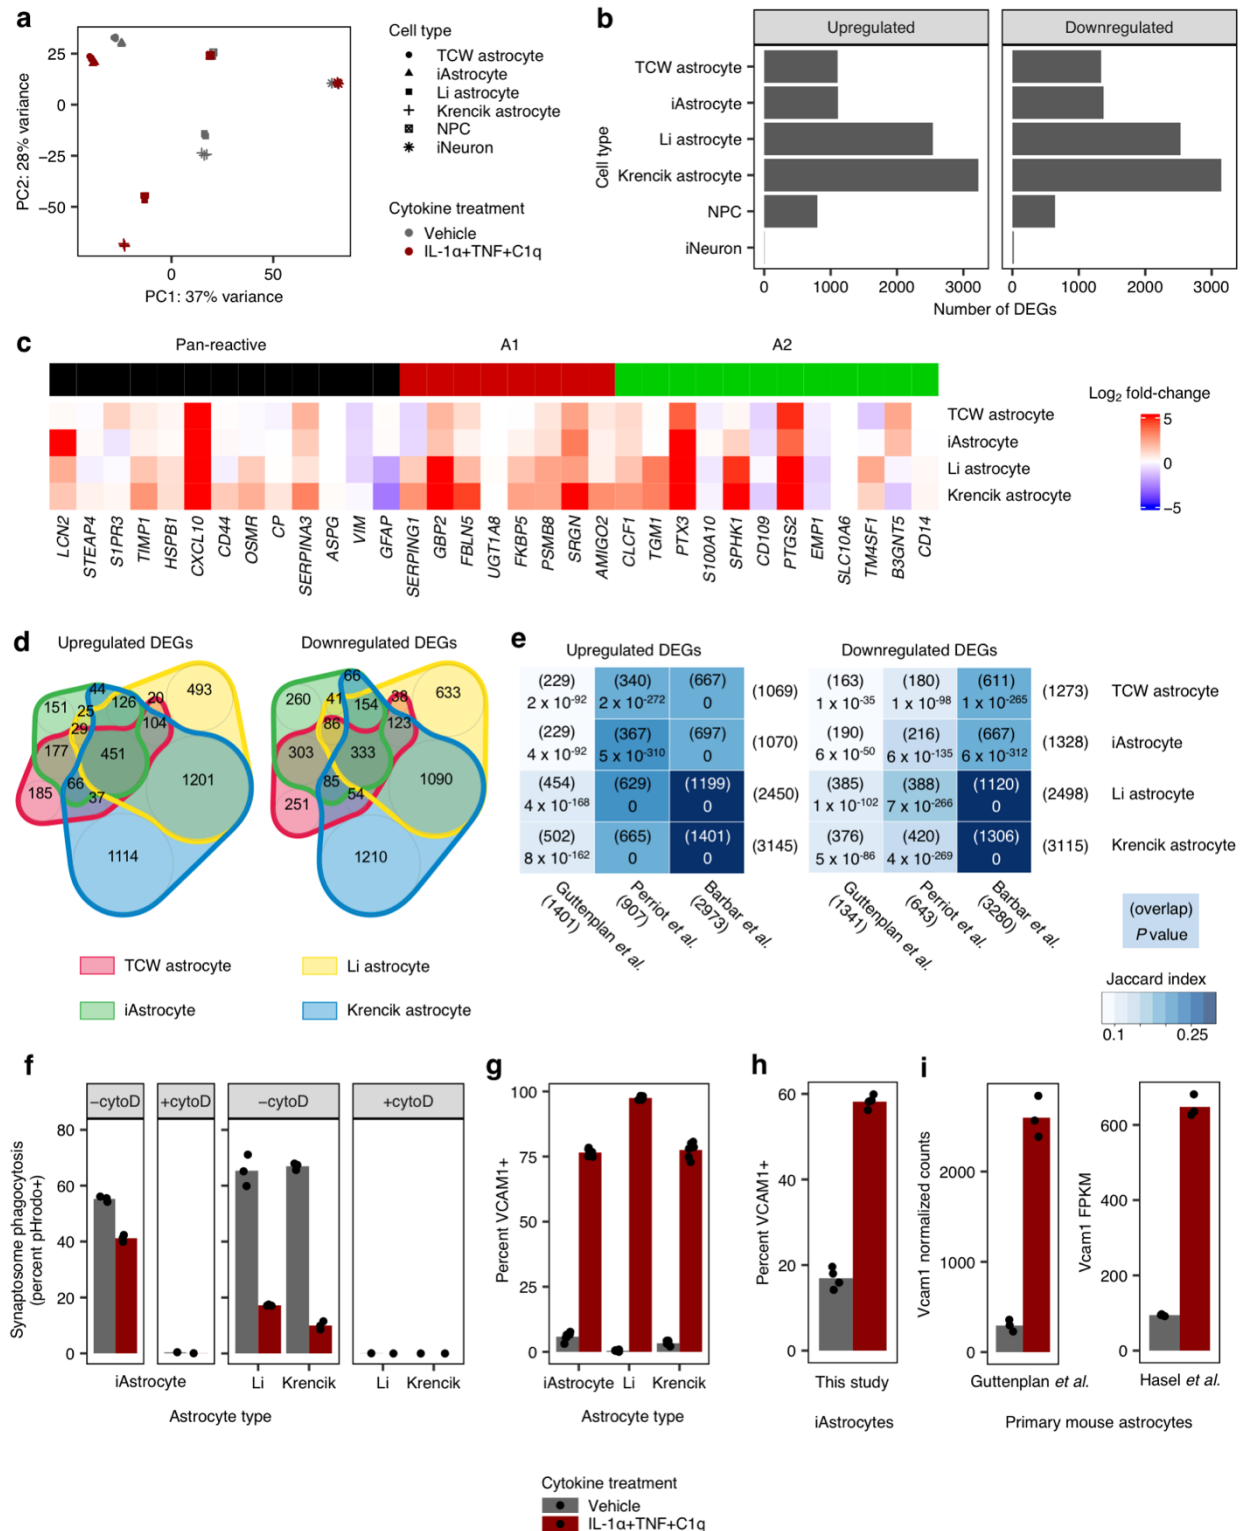 a
25
0
−25
−50
PC2: 28% variance
0
50
PC1: 37% variance
Cell type
TCW astrocyte
iAstrocyte
Li astrocyte
Krencik astrocyte
NPC
iNeuron
Cytokine treatment
Vehicle
IL-1α+TNF+C1q
b
Upregulated
Downregulated
Cell type
TCW astrocyte
iAstrocyte
Li astrocyte
Krencik astrocyte
NPC
iNeuron
0 1000 2000 3000
0 1000 2000 3000
Number of DEGs
c
Pan-reactive
A1
A2
TCW astrocyte
iAstrocyte
Li astrocyte
Krencik astrocyte
LCN2
STEAP4
S1PR3
TIMP1
HSPB1
CXCL10
CD44
OSMR
CP
SERPINA3
ASPG
VIM
GFAP
SERPING1
GBP2
FBLN5
UGT1A8
FKBP5
PSMB8
SRGN
AMIGO2
CLCF1
TGM1
PTX3
S100A10
SPHK1
CD109
PTGS2
EMP1
SLC10A6
TM4SF1
B3GNT5
CD14
Log2 fold-change
5
0
−5
d
Upregulated DEGs
44
151
25
126
20
493
29
104
177
451
1201
185
66
37
1114
Downregulated DEGs
66
260
41
154
38
633
86
123
303
333
1090
85
251
54
1210
TCW astrocyte
Li astrocyte
iAstrocyte
Krencik astrocyte
e
Upregulated DEGs
(229) (340) (667)
2 x 10-92 2 x 10-272 0
(1069)
(229) (367) (697)
4 x 10-92 5 x 10-310 0
(1070)
(454) (629) (1199)
4 x 10-168 0 0
(2450)
(502) (665) (1401)
8 x 10-162 0 0
(3145)
Guttenplan et al.
(1401)
Perriot et al.
(907)
Barbar et al.
(2973)
Downregulated DEGs
(163) (180) (611)
1 x 10-35 1 x 10-98 1 x 10-265
(1273) TCW astrocyte
(190) (216) (667)
6 x 10-50 6 x 10-135 6 x 10-312
(1328) iAstrocyte
(385) (388) (1120)
1 x 10-102 7 x 10-266 0
(2498) Li astrocyte
(376) (420) (1306)
5 x 10-86 4 x 10-269 0
(3115) Krencik astrocyte
Guttenplan et al.
(1341)
Perriot et al.
(643)
Barbar et al.
(3280)
(overlap)
P value
Jaccard index
0.1 0.25
f
−cytoD
+cytoD
−cytoD
+cytoD
Synaptosome phagocytosis
(percent pHrodo+)
80
60
40
20
0
iAstrocyte
Li Krencik
Li Krencik
Astrocyte type
g
Percent VCAM1+
100
75
50
25
0
iAstrocyte Li Krencik
Astrocyte type
h
Percent VCAM1+
60
40
20
0
This study
iAstrocytes
i
Vcam1 normalized counts
2000
1000
0
Guttenplan et al.
Vcam1 FPKM
600
400
200
0
Hasel et al.
Primary mouse astrocytes
Cytokine treatment
Vehicle
IL-1α+TNF+C1q